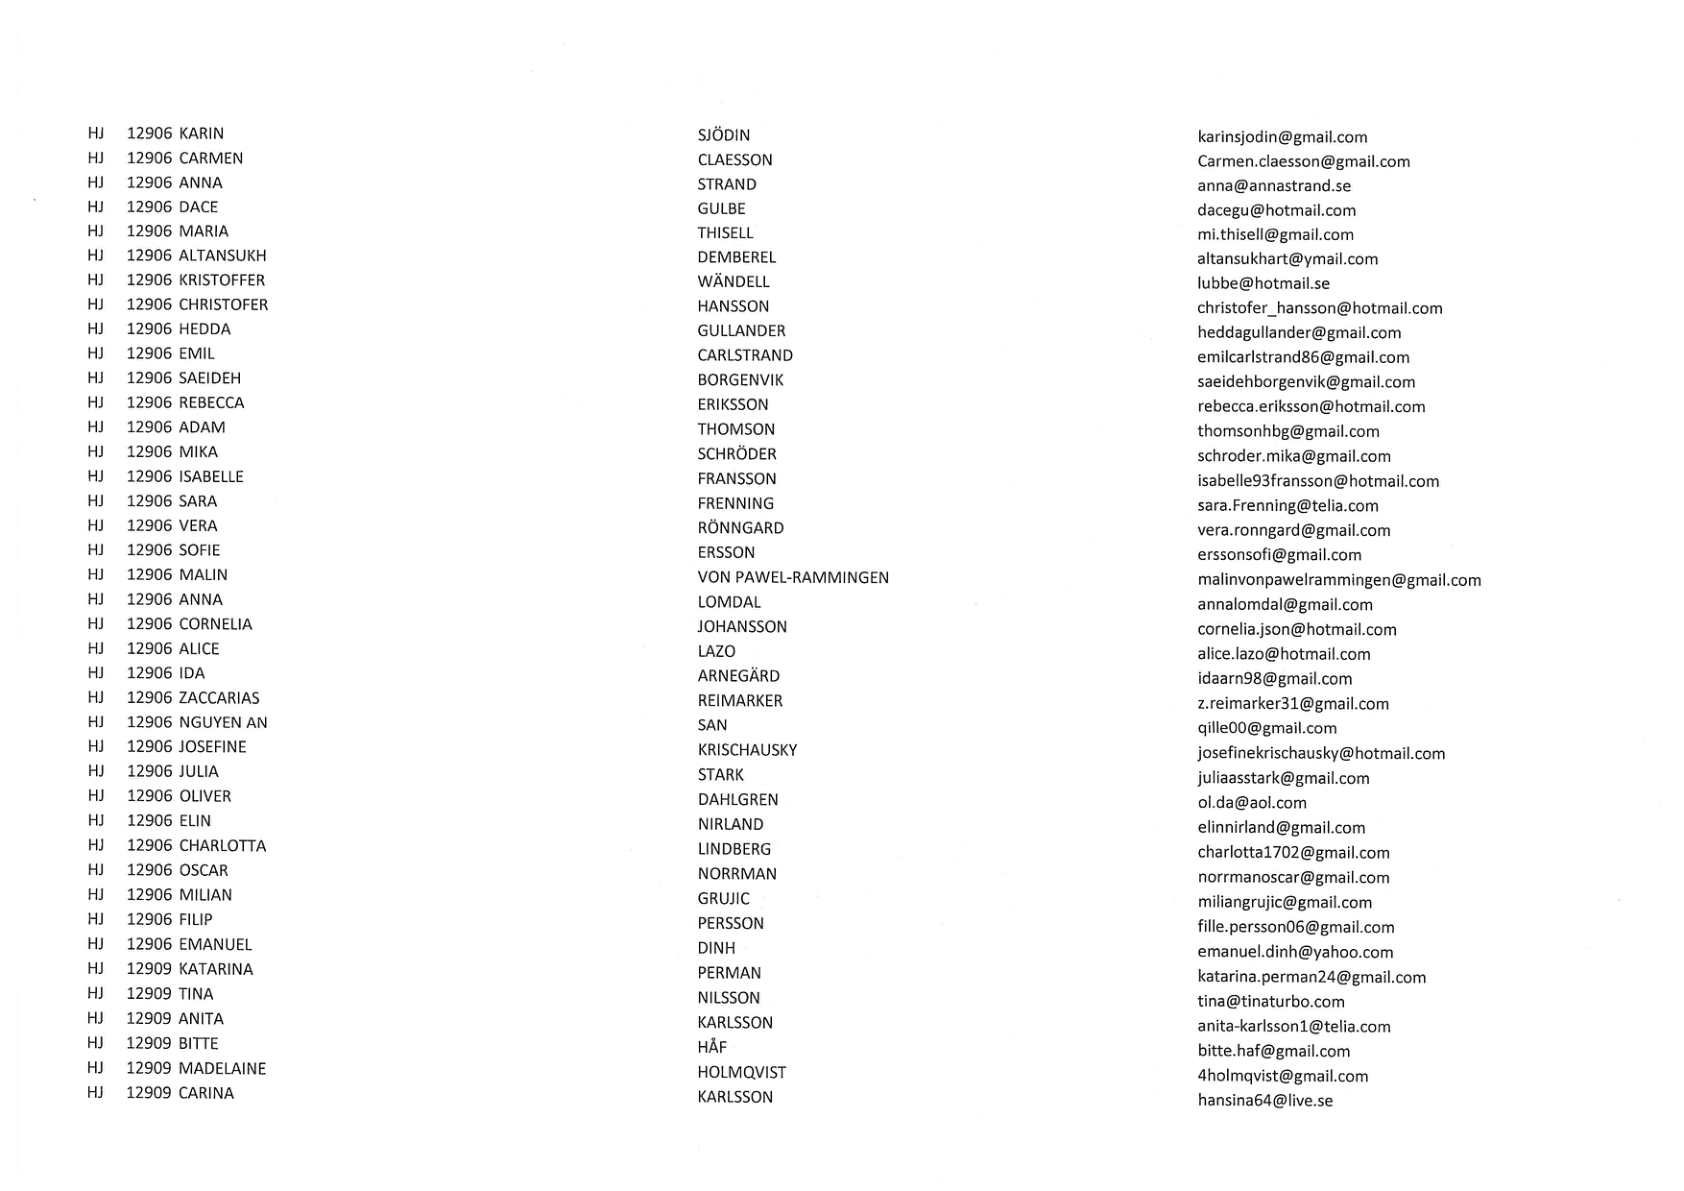 HJ 12906 KARIN SJÖDIN karinsjodin@gmail.com
HJ 12906 CARMEN CLAESSON Carmen.claesson@gmail.com
HJ 12906 ANNA STRAND anna@annastrand.se
HJ 12906 DACE GULBE dacegu@hotmail.com
HJ 12906 MARIA THISELL mi.thisell@gmail.com
HJ 12906 ALTANSUKH DEMBEREL altansukhart@ymail.com
HJ 12906 KRISTOFFER WÄNDELL lubbe@hotmail.se
HJ 12906 CHRISTOFER HANSSON christofer_hansson@hotmail.com
HJ 12906 HEDDA GULLANDER heddagullander@gmail.com
HJ 12906 EMIL CARLSTRAND emilcarlstrand86@gmail.com
HJ 12906 SAEIDEH BORGENVIK saeidehborgenvik@gmail.com
HJ 12906 REBECCA ERIKSSON rebecca.eriksson@hotmail.com
HJ 12906 ADAM THOMSON thomsonhbg@gmail.com
HJ 12906 MIKA SCHRÖDER schroder.mika@gmail.com
HJ 12906 ISABELLE FRANSSON isabelle93fransson@hotmail.com
HJ 12906 SARA FRENNING sara.Frenning@telia.com
HJ 12906 VERA RÖNNGARD vera.ronngard@gmail.com
HJ 12906 SOFIE ERSSON erssonsofi@gmail.com
HJ 12906 MALIN VON PAWEL-RAMMINGEN malinvonpawelrammingen@gmail.com
HJ 12906 ANNA LOMDAL annalomdal@gmail.com
HJ 12906 CORNELIA JOHANSSON cornelia.json@hotmail.com
HJ 12906 ALICE LAZO alice.lazo@hotmail.com
HJ 12906 IDA ARNEGÄRD idaarn98@gmail.com
HJ 12906 ZACCARIAS REIMARKER z.reimarker31@gmail.com
HJ 12906 NGUYEN AN SAN qille00@gmail.com
HJ 12906 JOSEFINE KRISCHAUSKY josefinekrischausky@hotmail.com
HJ 12906 JULIA STARK juliaasstark@gmail.com
HJ 12906 OLIVER DAHLGREN ol.da@aol.com
HJ 12906 ELIN NIRLAND elinnirland@gmail.com
HJ 12906 CHARLOTTA LINDBERG charlotta1702@gmail.com
HJ 12906 OSCAR NORRMAN norrmanoscar@gmail.com
HJ 12906 MILIAN GRUJIC miliangrujic@gmail.com
HJ 12906 FILIP PERSSON fille.persson06@gmail.com
HJ 12906 EMANUEL DINH emanuel.dinh@yahoo.com
HJ 12909 KATARINA PERMAN katarina.perman24@gmail.com
HJ 12909 TINA NILSSON tina@tinaturbo.com
HJ 12909 ANITA KARLSSON anita-karlsson1@telia.com
HJ 12909 BITTE HÅF bitte.haf@gmail.com
HJ 12909 MADELAINE HOLMQVIST 4holmqvist@gmail.com
HJ 12909 CARINA KARLSSON hansina64@live.se